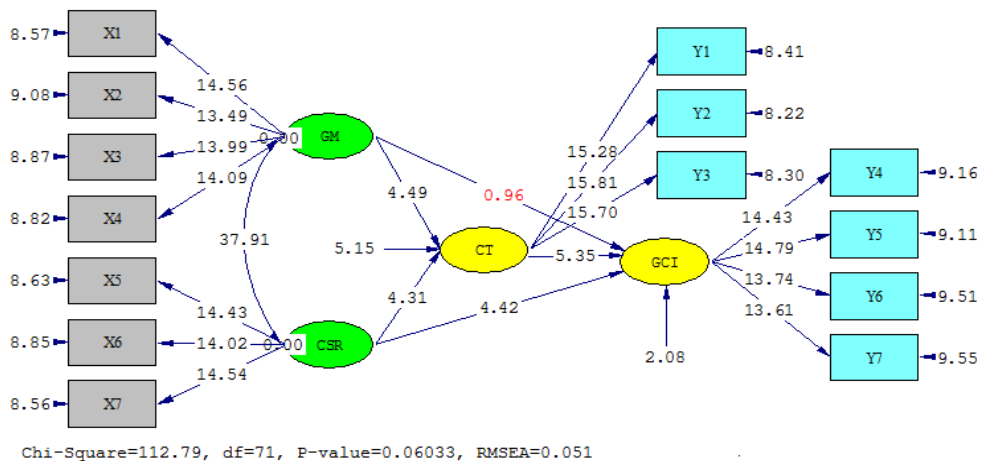 8.57 X1
14.56
9.08 X2
13.49
8.87 X3
13.99
8.82 X4
14.09
8.63 X5
14.43
8.85 X6
14.02
8.56 X7
14.54
0.00 GM
37.91
0.00 CSR
4.49
0.96
5.15 CT
4.31
5.35
4.42
GCI
2.08
15.28
Y1 8.41
15.81
Y2 8.22
15.70
Y3 8.30
14.43
Y4 9.16
14.79
Y5 9.11
13.74
Y6 9.51
13.61
Y7 9.55
Chi-Square=112.79, df=71, P-value=0.06033, RMSEA=0.051